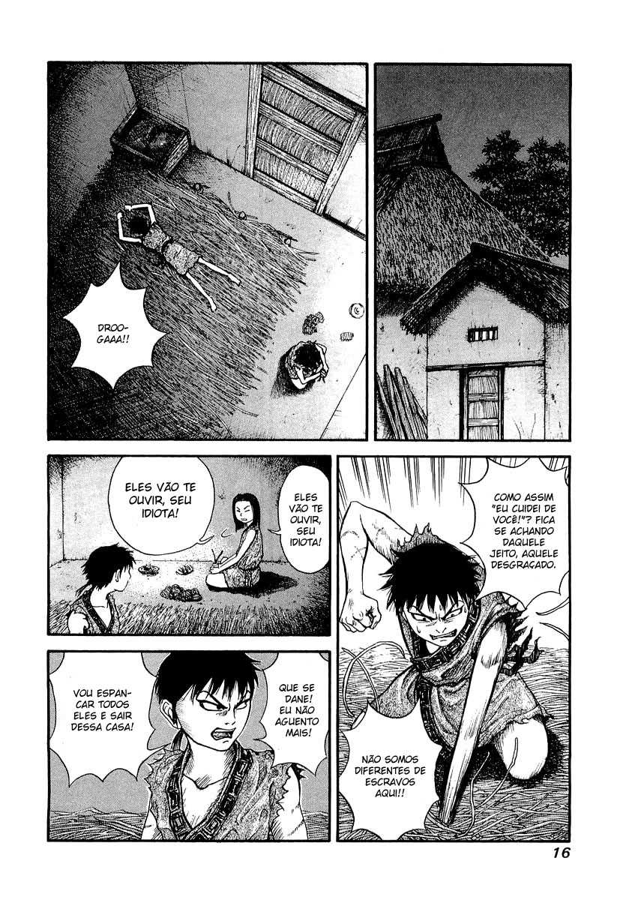 DROO-
GAAA!!
COMO ASSIM
"EU CUIDEI DE
VOCÊ!"? FICA
SE ACHANDO
DAQUELE
JEITO, AQUELE
DESGRAÇADO.
NÃO SOMOS
DIFERENTES DE
ESCRAVOS
AQUI!!
ELES
VÃO TE
OUVIR,
SEU
IDIOTA!
ELES VÃO TE
OUVIR, SEU
IDIOTA!
QUE SE
DANE!
EU NÃO
AGUENTO
MAIS!
VOU ESPAN-
CAR TODOS
ELES E SAIR
DESSA CASA!
16